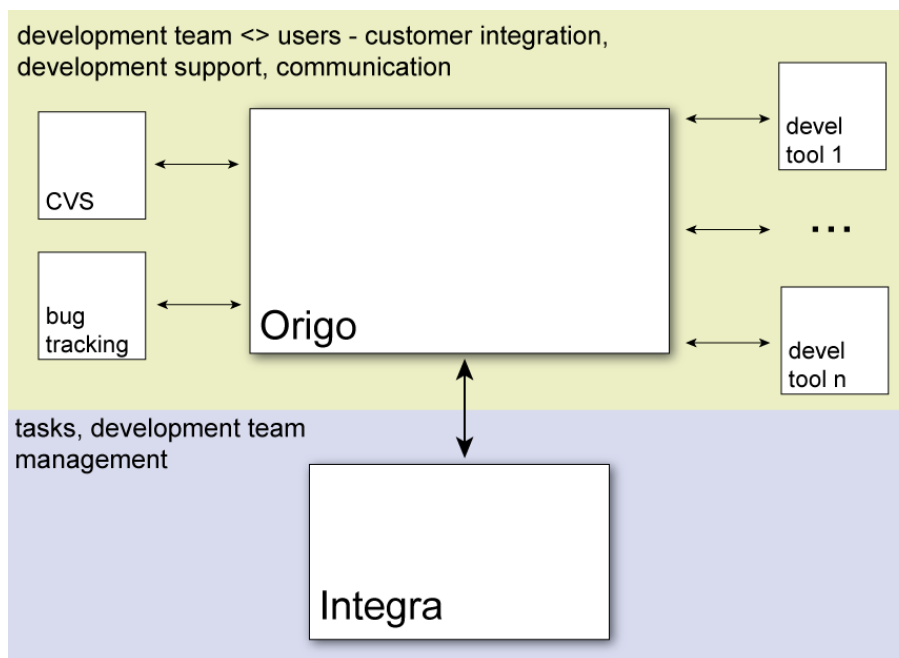 development team <> users - customer integration,
development support, communication
CVS
bug
tracking
Origo
devel
tool 1
...
devel
tool n
tasks, development team
management
Integra